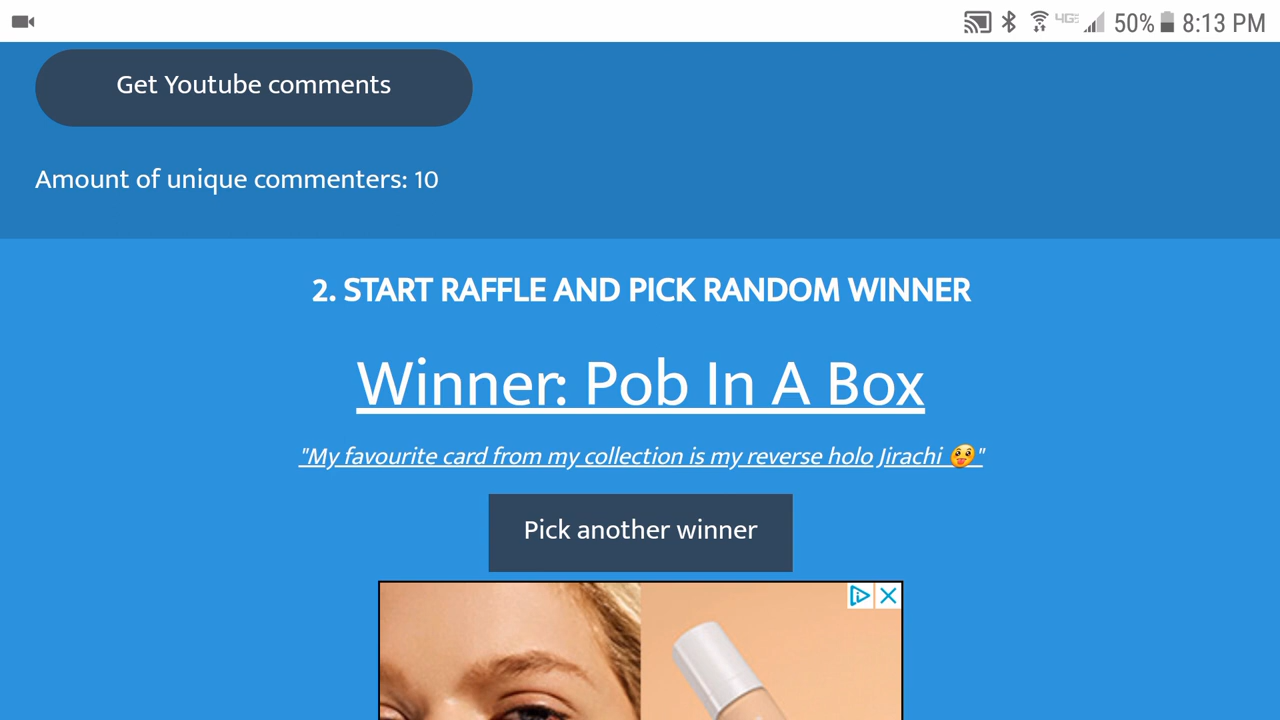 4G 50% 8:13 PM
Get Youtube comments
Amount of unique commenters: 10
2. START RAFFLE AND PICK RANDOM WINNER
Winner: Pob In A Box
"My favourite card from my collection is my reverse holo Jirachi 😜"
Pick another winner